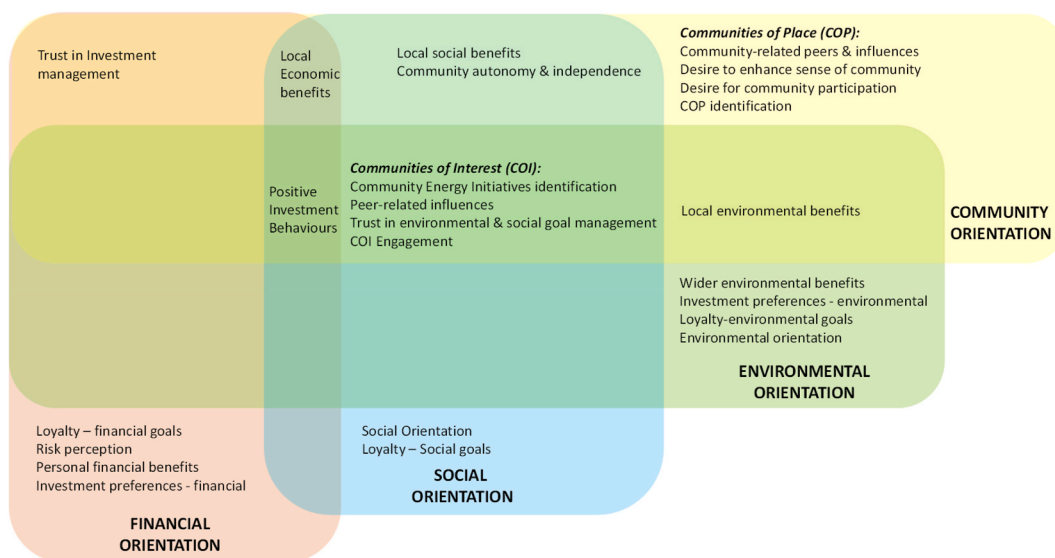 Trust in Investment
management
Local
Economic
benefits
Local social benefits
Community autonomy & independence
Communities of Place (COP):
Community-related peers & influences
Desire to enhance sense of community
Desire for community participation
COP identification
Positive
Investment
Behaviours
Communities of Interest (COI):
Community Energy Initiatives identification
Peer-related influences
Trust in environmental & social goal management
COI Engagement
Local environmental benefits
COMMUNITY
ORIENTATION
Wider environmental benefits
Investment preferences - environmental
Loyalty-environmental goals
Environmental orientation
ENVIRONMENTAL
ORIENTATION
Loyalty – financial goals
Risk perception
Personal financial benefits
Investment preferences - financial
FINANCIAL
ORIENTATION
Social Orientation
Loyalty – Social goals
SOCIAL
ORIENTATION